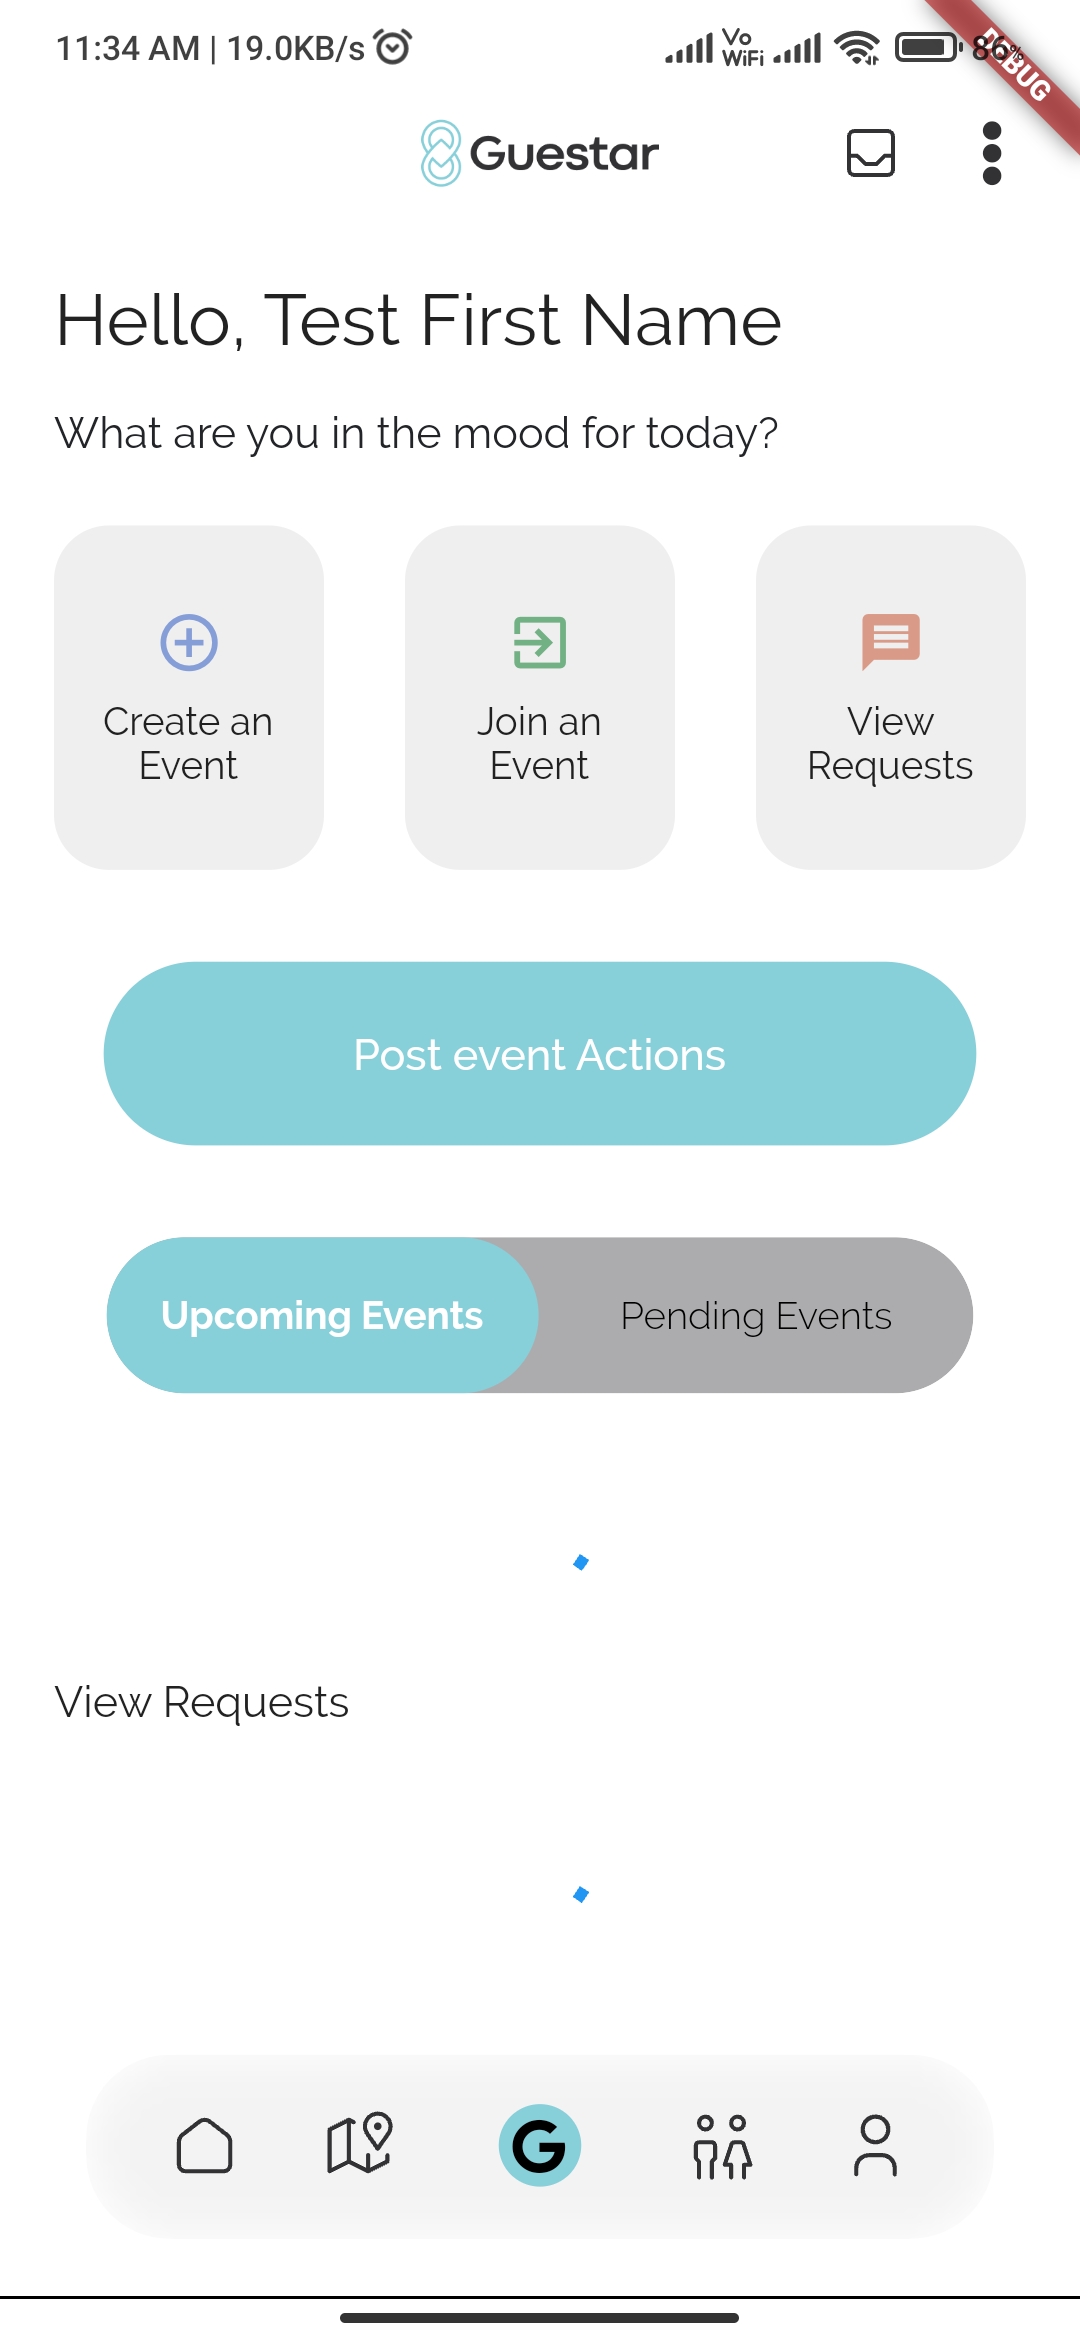 11:34 AM | 19.0KB/s
Vo
WiFi
86%
DEBUG
Guestar
Hello, Test First Name
What are you in the mood for today?
Create an
Event
Join an
Event
View
Requests
Post event Actions
Upcoming Events
Pending Events
View Requests
G